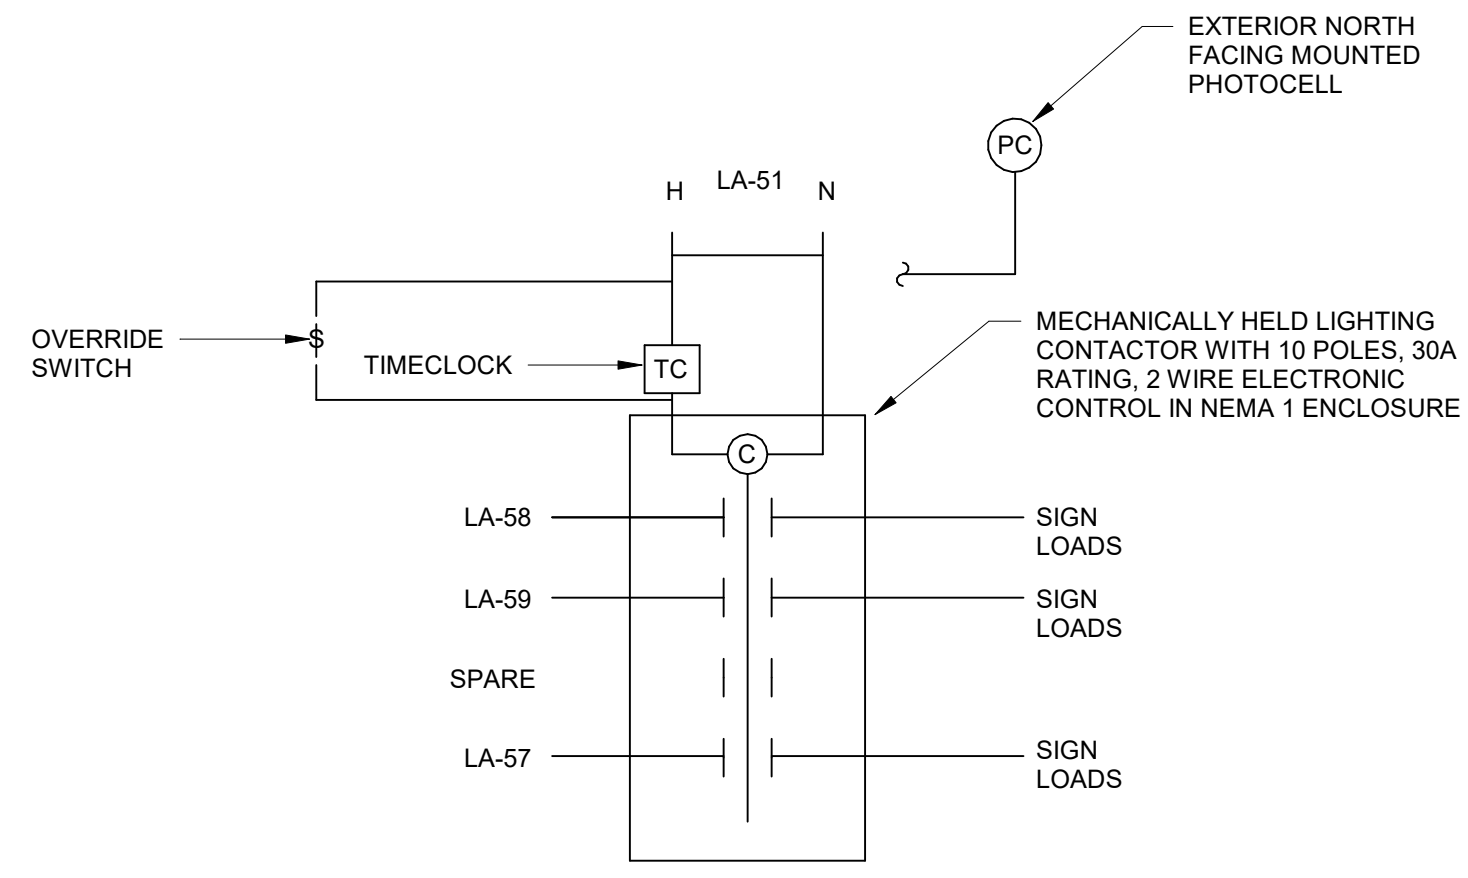 EXTERIOR NORTH
FACING MOUNTED
PHOTOCELL
PC
H
LA-51
N
OVERRIDE
SWITCH
S
TIMECLOCK
TC
MECHANICALLY HELD LIGHTING
CONTACTOR WITH 10 POLES, 30A
RATING, 2 WIRE ELECTRONIC
CONTROL IN NEMA 1 ENCLOSURE
C
LA-58
SIGN
LOADS
LA-59
SIGN
LOADS
SPARE
LA-57
SIGN
LOADS